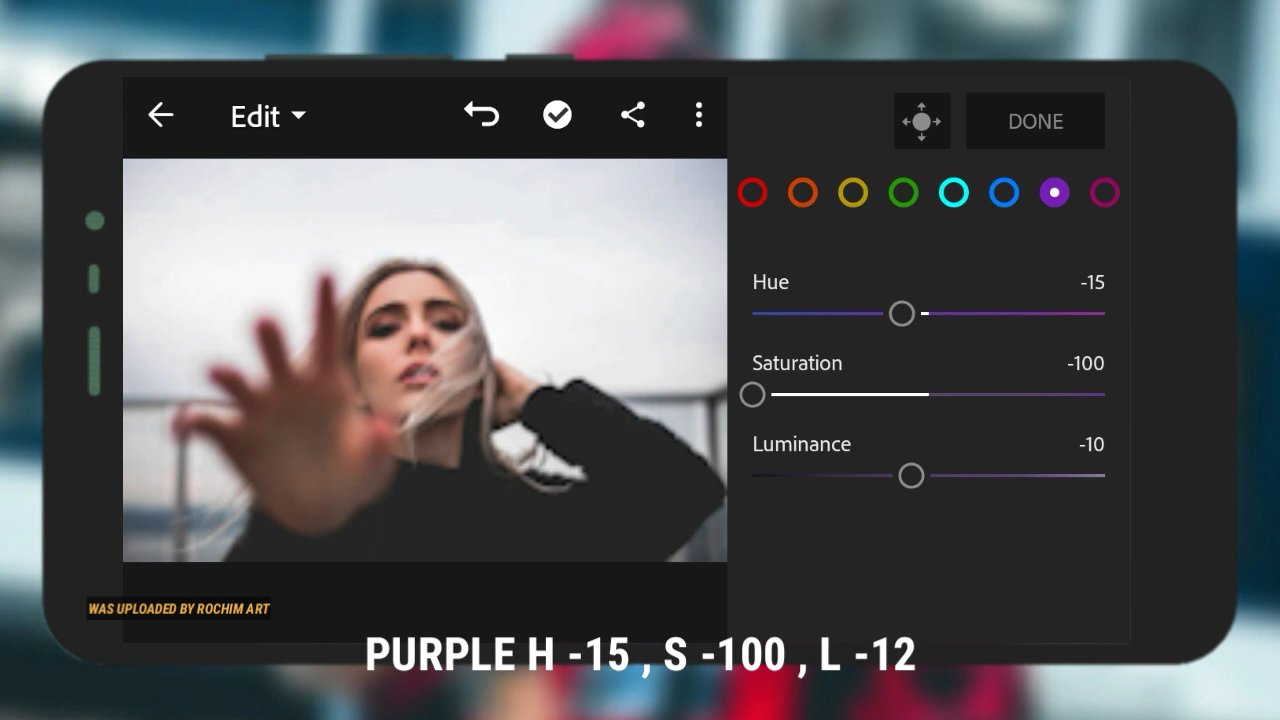 Edit
DONE
Hue -15
Saturation -100
Luminance -10
WAS UPLOADED BY ROCHIM ART
PURPLE H -15 , S -100 , L -12